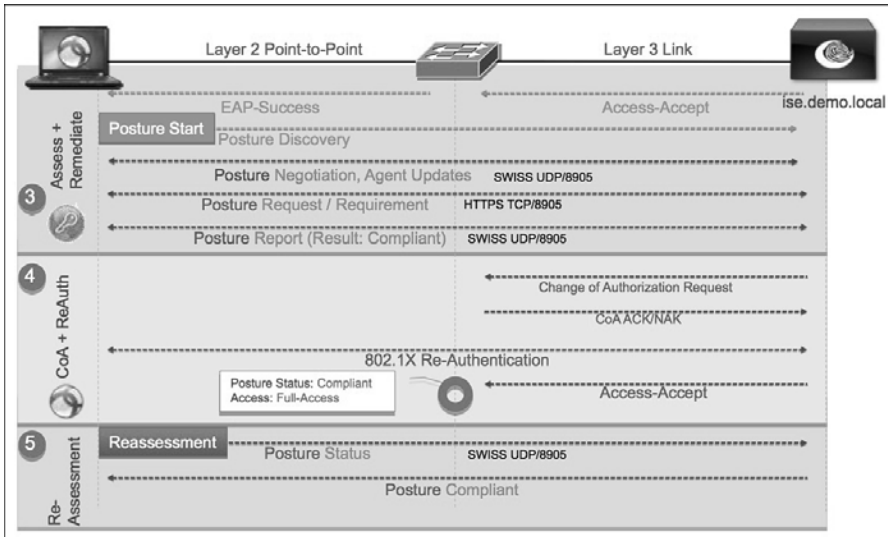 Layer 2 Point-to-Point
Layer 3 Link
ise.demo.local
EAP-Success
Access-Accept
3
Assess +
Remediate
Posture Start
Posture Discovery
Posture Negotiation, Agent Updates
SWISS UDP/8905
Posture Request / Requirement
HTTPS TCP/8905
Posture Report (Result: Compliant)
SWISS UDP/8905
4
CoA + ReAuth
Change of Authorization Request
CoA ACK/NAK
802.1X Re-Authentication
Posture Status: Compliant
Access: Full-Access
Access-Accept
5
Re-
Assessment
Reassessment
Posture Status
SWISS UDP/8905
Posture Compliant